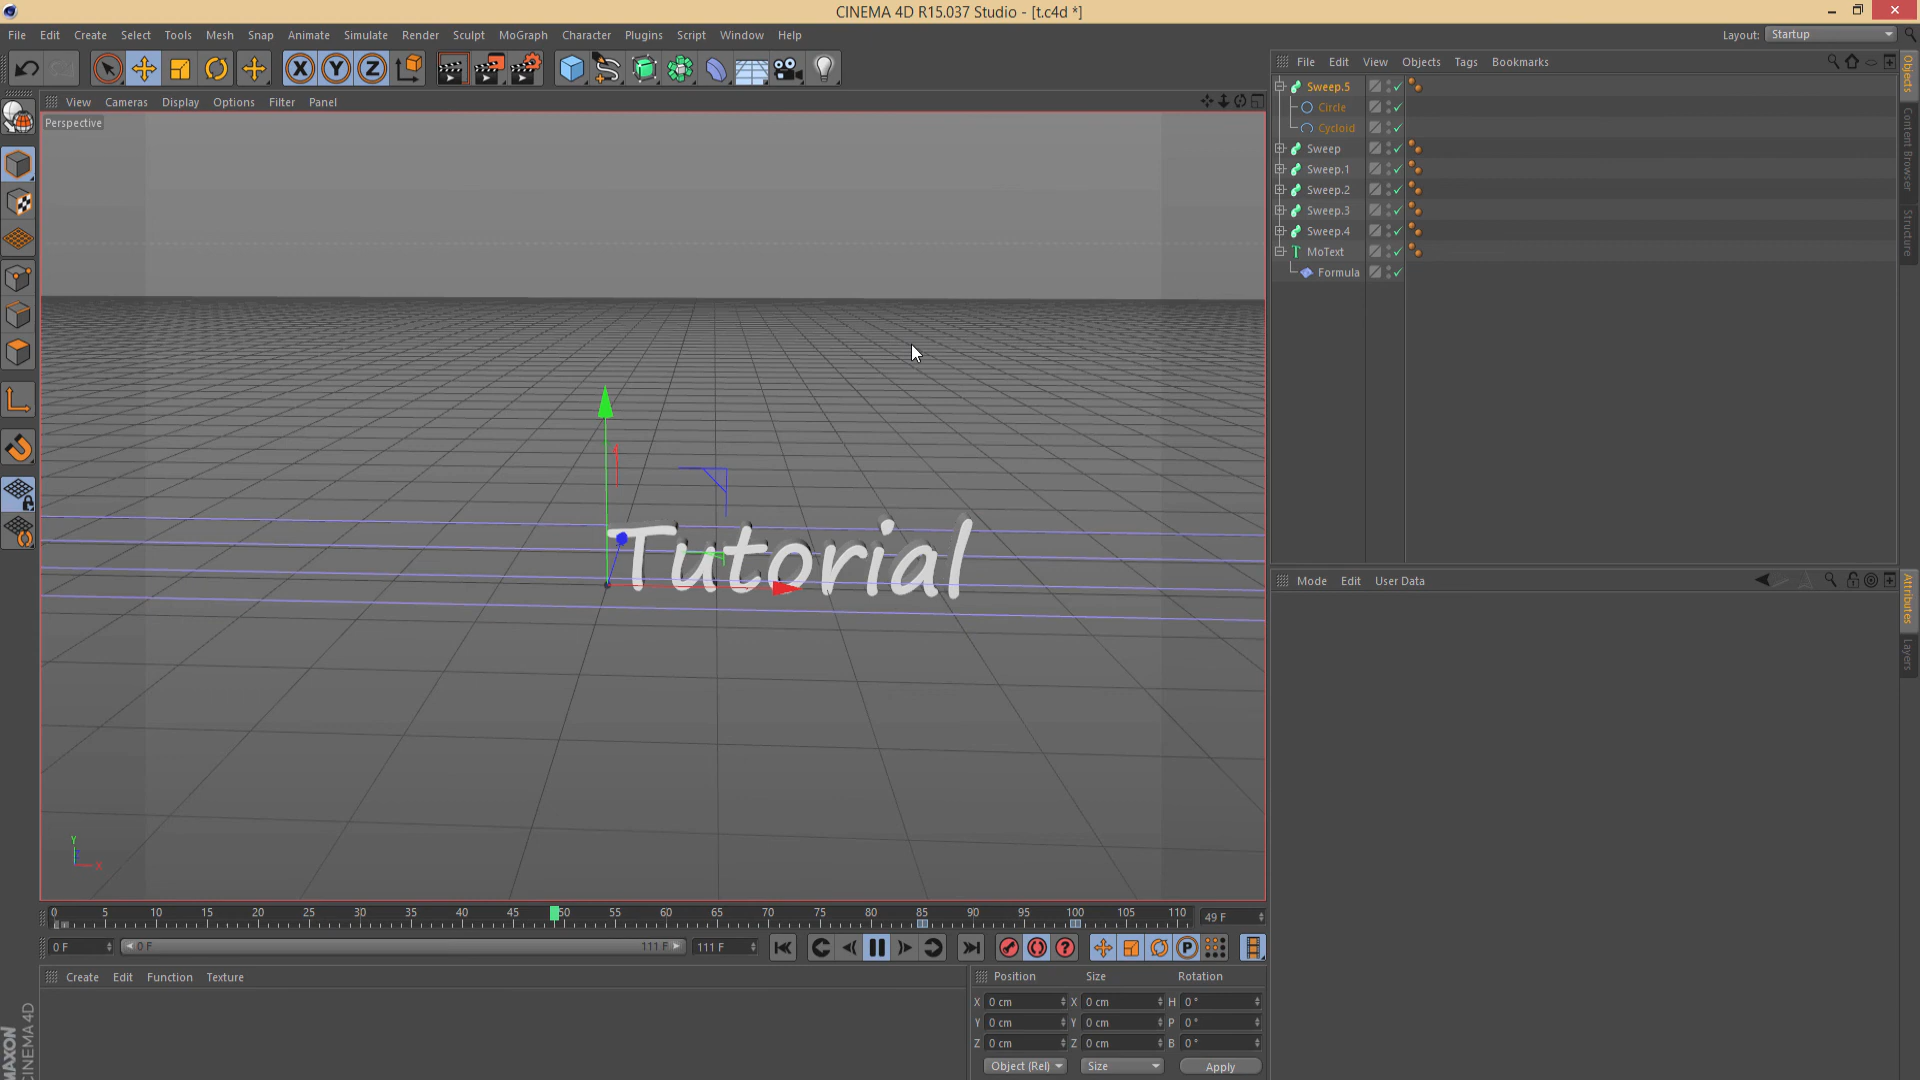 CINEMA 4D R15.037 Studio - [t.c4d *]
File Edit Create Select Tools Mesh Snap Animate Simulate Render Sculpt MoGraph Character Plugins Script Window Help
Layout: Startup
X Y Z
File Edit View Objects Tags Bookmarks
View Cameras Display Options Filter Panel
Perspective
Sweep.5
Circle
Cycloid
Sweep
Sweep.1
Sweep.2
Sweep.3
Sweep.4
MoText
Formula
Objects
Content Browser
Structure
Tutorial
Mode Edit User Data
Attributes
Layers
Y
X
0 5 10 15 20 25 30 35 40 45 50 55 60 65 70 75 80 85 90 95 100 105 110
49 F
0 F 0 F 111 F 111 F
P
Create Edit Function Texture
Position Size Rotation
X 0 cm X 0 cm H 0 °
Y 0 cm Y 0 cm P 0 °
Z 0 cm Z 0 cm B 0 °
Object (Rel) Size Apply
MAXON
CINEMA 4D